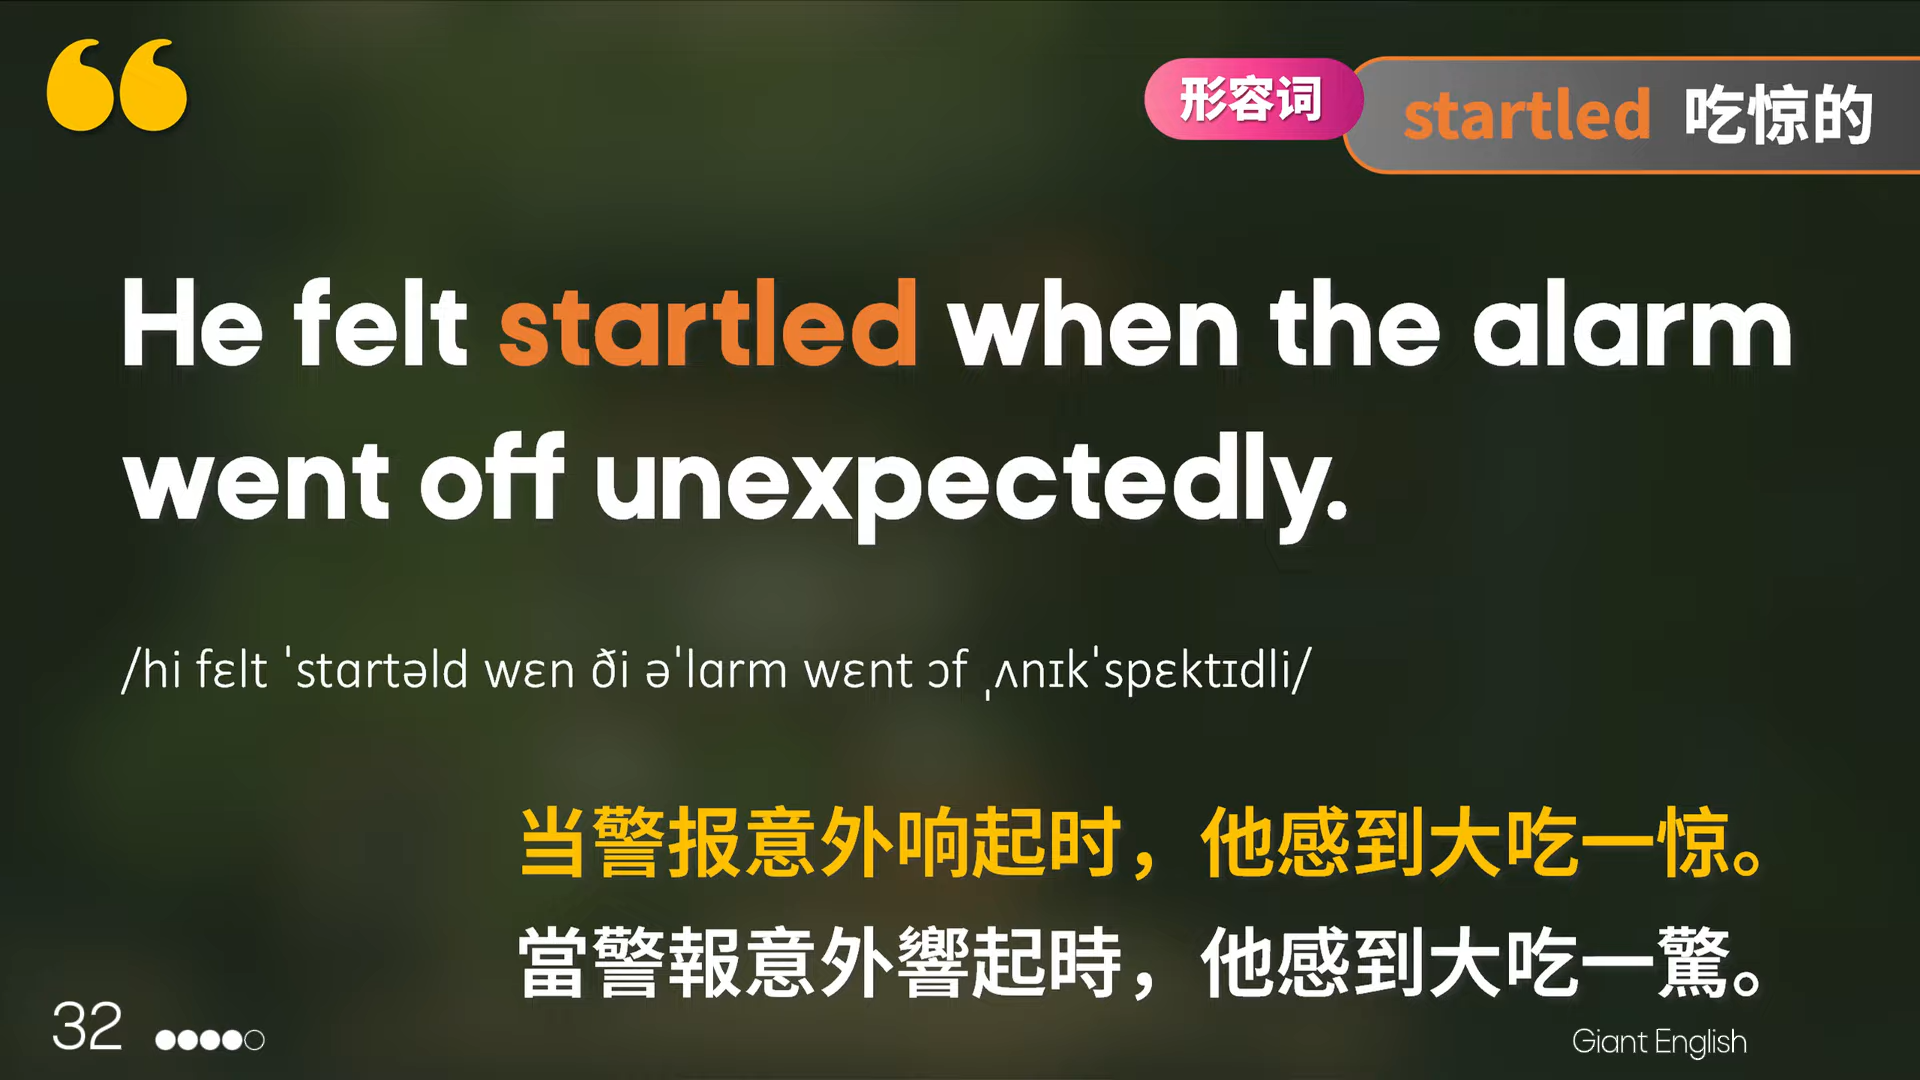 形容词
startled 吃惊的
He felt startled when the alarm
went off unexpectedly.
/hi fɛlt ˈstɑrtəld wɛn ði əˈlɑrm wɛnt ɔf ˌʌnɪkˈspɛktɪdli/
当警报意外响起时，他感到大吃一惊。
當警報意外響起時，他感到大吃一驚。
32
Giant English